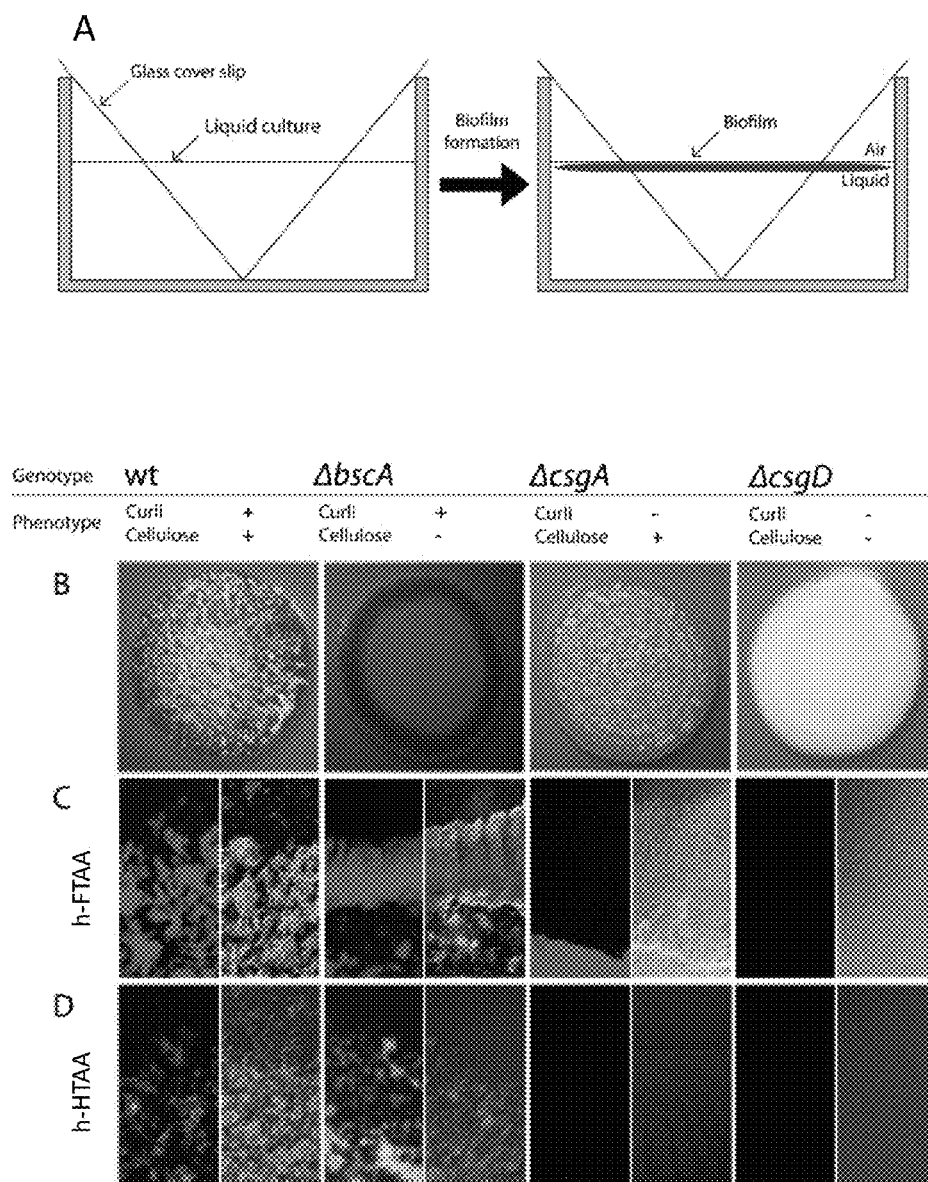 A
Glass cover slip
Liquid culture
Biofilm
formation
Biofilm
Air
Liquid
Genotype wt ΔbscA ΔcsgA ΔcsgD
Phenotype
Curli + Curli + Curli - Curli -
Cellulose + Cellulose - Cellulose + Cellulose -
B
C
h-FTAA
D
h-HTAA